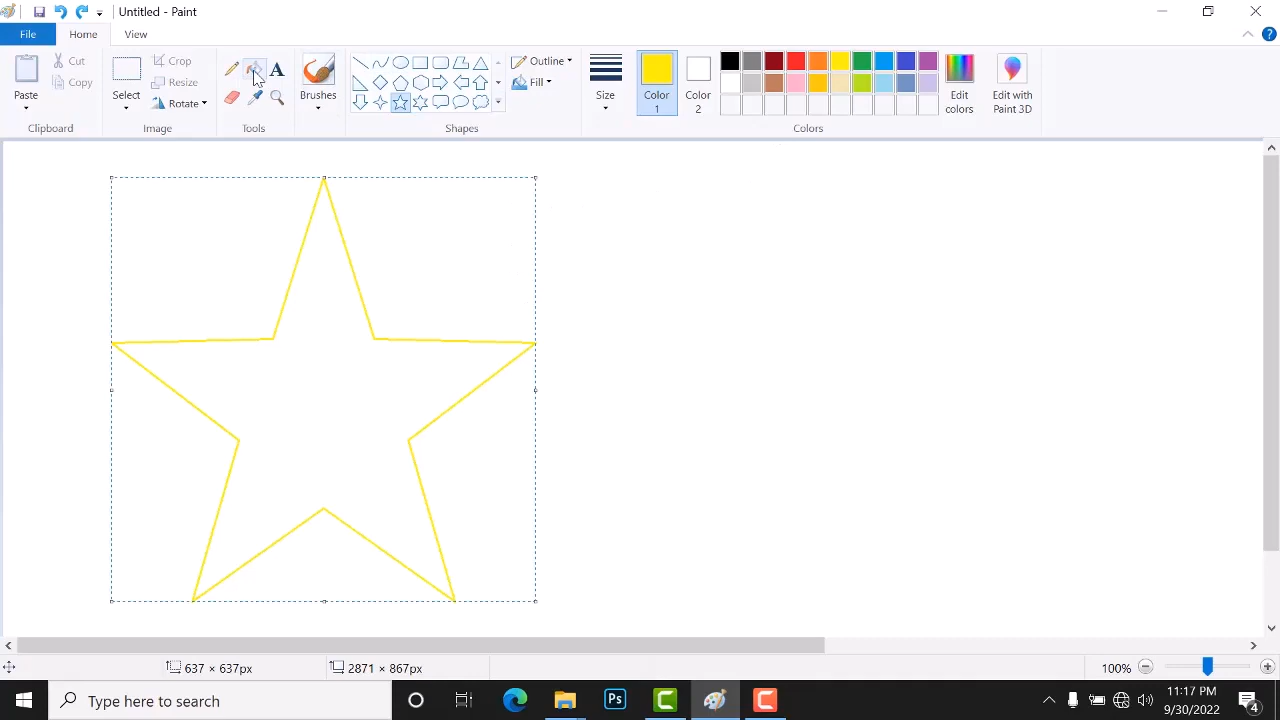 Untitled - Paint
File
Home
View
Paste
Cut
Copy
Clipboard
Select
Crop
Resize
Rotate
Image
A
Tools
Brushes
Outline
Fill
Shapes
Size
Color 1
Color 2
Edit colors
Edit with Paint 3D
Colors
?
637 × 637px
2871 × 867px
100%
Type here to search
Ps
C
C
11:17 PM
9/30/2022
4